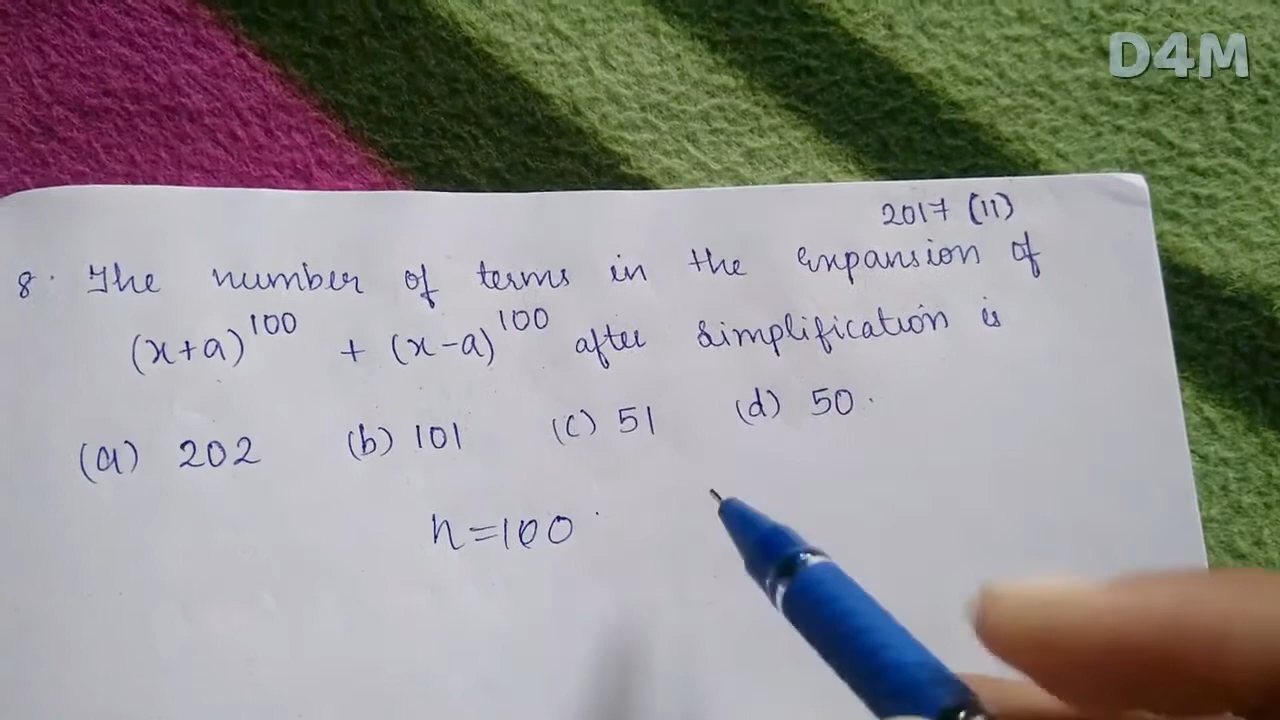 D4M
2017 (11)
8. The number of terms in the expansion of
(x+a)^100 + (x-a)^100 after simplification is
(a) 202 (b) 101 (c) 51 (d) 50.
n=100